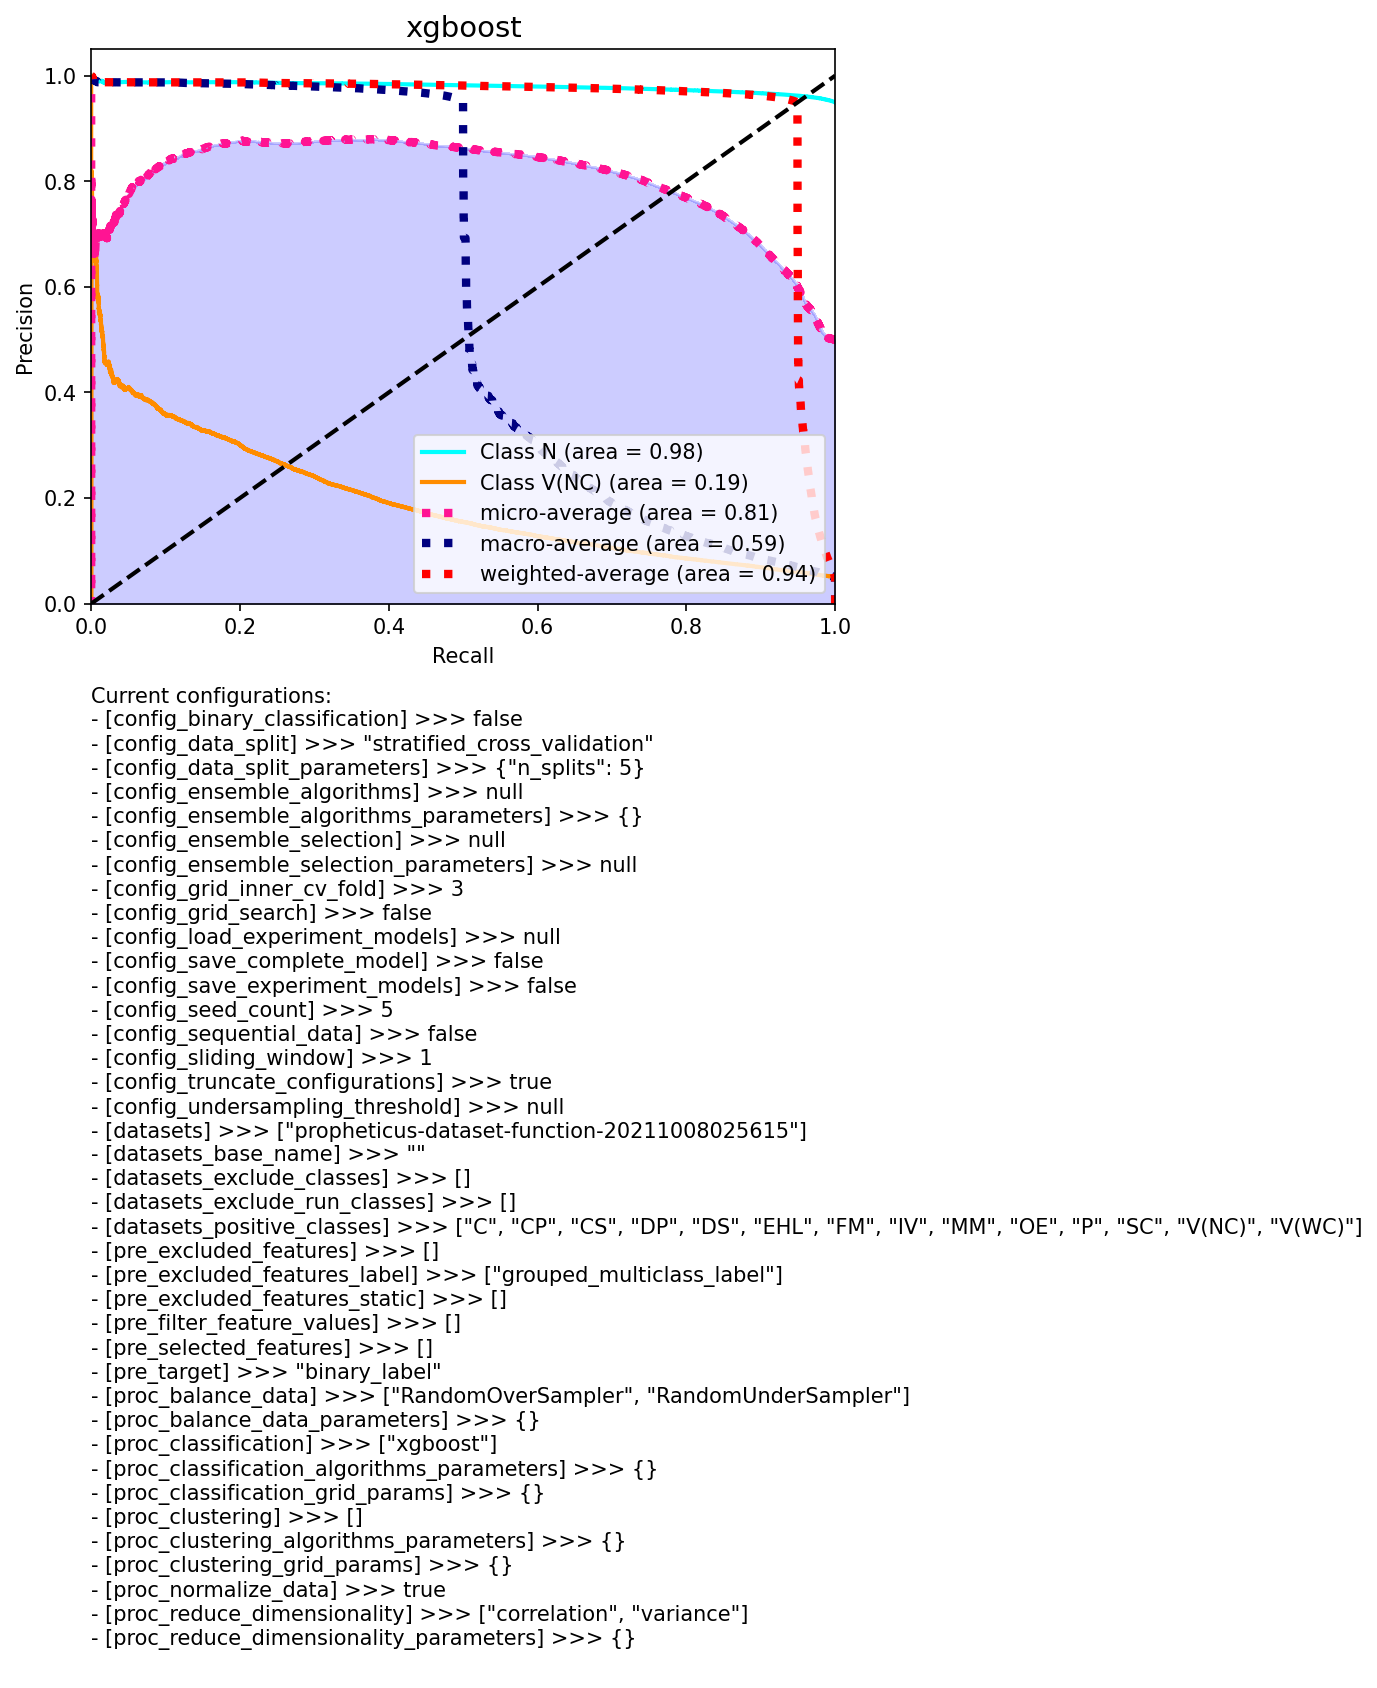 xgboost
1.0
0.8
0.6
0.4
0.2
0.0
Precision
Class N (area = 0.98)
Class V(NC) (area = 0.19)
micro-average (area = 0.81)
macro-average (area = 0.59)
weighted-average (area = 0.94)
0.0 0.2 0.4 0.6 0.8 1.0
Recall
Current configurations:
- [config_binary_classification] >>> false
- [config_data_split] >>> "stratified_cross_validation"
- [config_data_split_parameters] >>> {"n_splits": 5}
- [config_ensemble_algorithms] >>> null
- [config_ensemble_algorithms_parameters] >>> {}
- [config_ensemble_selection] >>> null
- [config_ensemble_selection_parameters] >>> null
- [config_grid_inner_cv_fold] >>> 3
- [config_grid_search] >>> false
- [config_load_experiment_models] >>> null
- [config_save_complete_model] >>> false
- [config_save_experiment_models] >>> false
- [config_seed_count] >>> 5
- [config_sequential_data] >>> false
- [config_sliding_window] >>> 1
- [config_truncate_configurations] >>> true
- [config_undersampling_threshold] >>> null
- [datasets] >>> ["propheticus-dataset-function-20211008025615"]
- [datasets_base_name] >>> ""
- [datasets_exclude_classes] >>> []
- [datasets_exclude_run_classes] >>> []
- [datasets_positive_classes] >>> ["C", "CP", "CS", "DP", "DS", "EHL", "FM", "IV", "MM", "OE", "P", "SC", "V(NC)", "V(WC)"]
- [pre_excluded_features] >>> []
- [pre_excluded_features_label] >>> ["grouped_multiclass_label"]
- [pre_excluded_features_static] >>> []
- [pre_filter_feature_values] >>> []
- [pre_selected_features] >>> []
- [pre_target] >>> "binary_label"
- [proc_balance_data] >>> ["RandomOverSampler", "RandomUnderSampler"]
- [proc_balance_data_parameters] >>> {}
- [proc_classification] >>> ["xgboost"]
- [proc_classification_algorithms_parameters] >>> {}
- [proc_classification_grid_params] >>> {}
- [proc_clustering] >>> []
- [proc_clustering_algorithms_parameters] >>> {}
- [proc_clustering_grid_params] >>> {}
- [proc_normalize_data] >>> true
- [proc_reduce_dimensionality] >>> ["correlation", "variance"]
- [proc_reduce_dimensionality_parameters] >>> {}